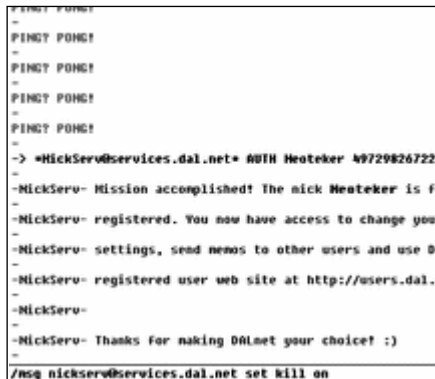 PING? PONG!
-
PING? PONG!
-
PING? PONG!
-
PING? PONG!
-
PING? PONG!
-
-> *NickServ@services.dal.net* AUTH Meoteker 49729826722
-
-NickServ- Mission accomplished! The nick Meoteker is f
-
-NickServ- registered. You now have access to change you
-
-NickServ- settings, send memos to other users and use D
-
-NickServ- registered user web site at http://users.dal.
-
-NickServ-
-
-NickServ- Thanks for making DALnet your choice! :)
-
/msg nickserv@services.dal.net set kill on